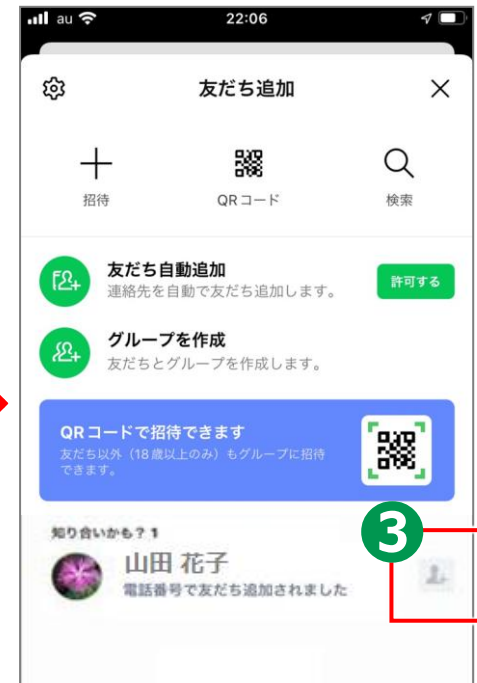 au 22:06
友だち追加
招待 QRコード 検索
友だち自動追加
連絡先を自動で友だち追加します。
許可する
グループを作成
友だちとグループを作成します。
QRコードで招待できます
友だち以外（18歳以上のみ）もグループに招待
できます。
知り合いかも？1
3
山田 花子
電話番号で友だち追加されました